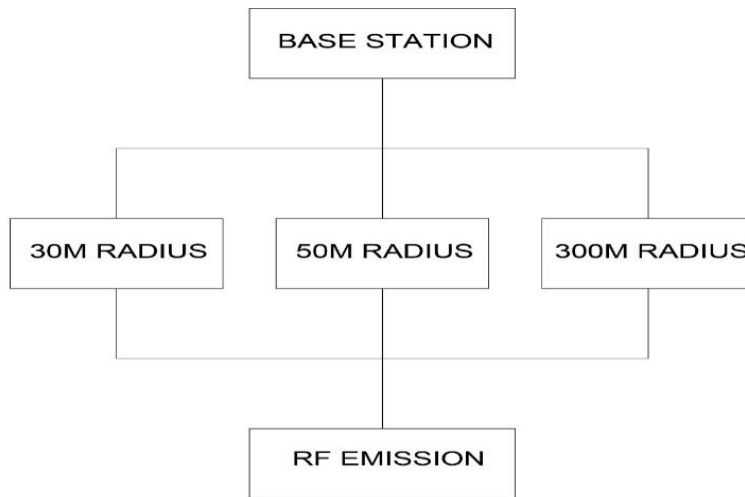 BASE STATION
30M RADIUS
50M RADIUS
300M RADIUS
RF EMISSION